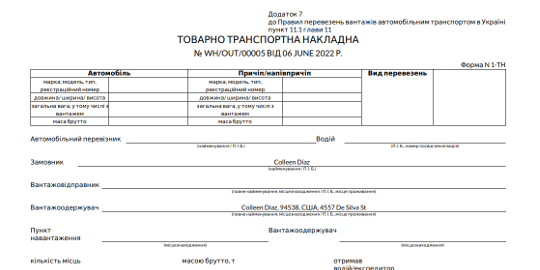 Додаток 7
до Правил перевезень вантажів автомобільним транспортом в Україні
пункт 11.1 глави 11
ТОВАРНО ТРАНСПОРТНА НАКЛАДНА
№ WH/OUT/00005 ВІД 06 JUNE 2022 Р.
Форма N 1-ТН
Автомобіль Причіп/напівпричіп Вид перевезень
марка, модель, тип, реєстраційний номер марка, модель, тип, реєстраційний номер
довжина/ ширина/ висота довжина/ ширина/ висота
загальна вага, у тому числі з вантажем загальна вага, у тому числі з вантажем
маса брутто маса брутто
Автомобільний перевізник Водій
(найменування / П. І. Б.) (П. І. Б., номер посвідчення водія)
Замовник Colleen Diaz
(найменування / П. І. Б.)
Вантажовідправник
(повне найменування, місцезнаходження / П. І. Б., місце проживання)
Вантажоодержувач Colleen Diaz, 94538, США, 4557 De Silva St
(повне найменування, місцезнаходження / П. І. Б., місце проживання)
Пункт навантаження Вантажоодержувач
(місцезнаходження) (місцезнаходження)
кількість місць масою брутто, т отримав водій/експедитор